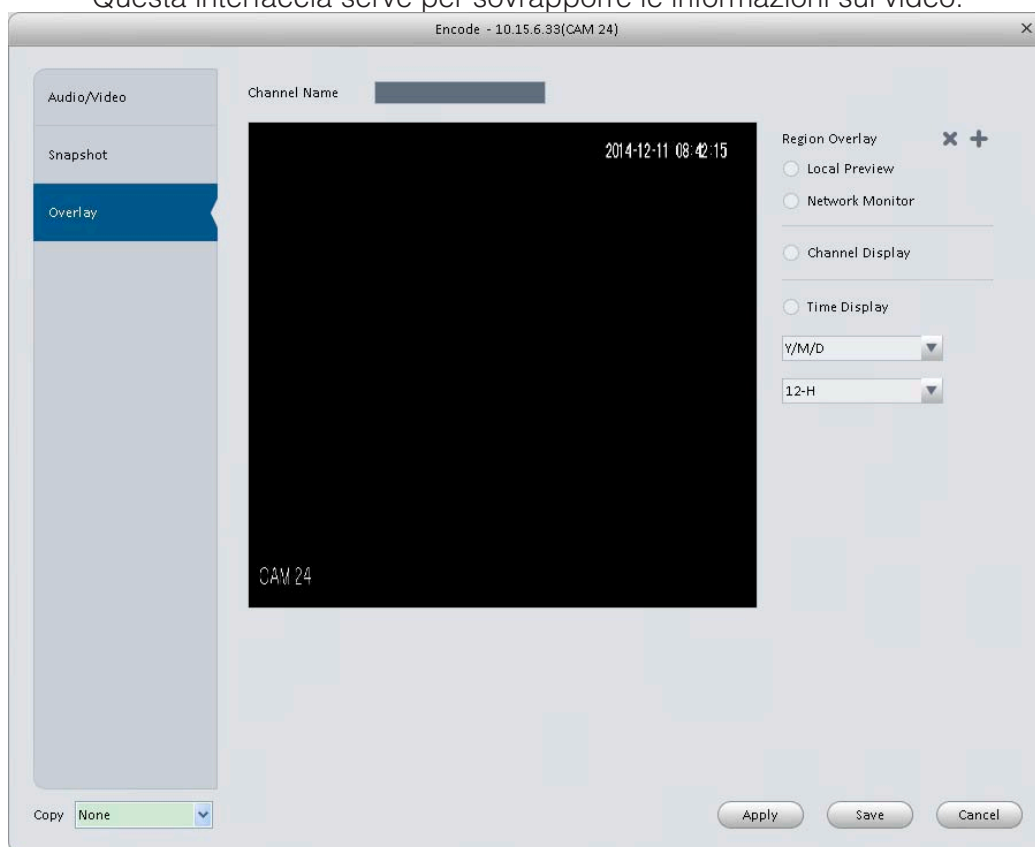 Questa interfaccia serve per sovrapporre le informazioni sul video.
Encode - 10.15.6.33(CAM 24)
Audio/Video
Snapshot
Overlay
Channel Name
2014-12-11 08:42:15
CAM 24
Region Overlay
Local Preview
Network Monitor
Channel Display
Time Display
Y/M/D
12-H
Copy None
Apply
Save
Cancel